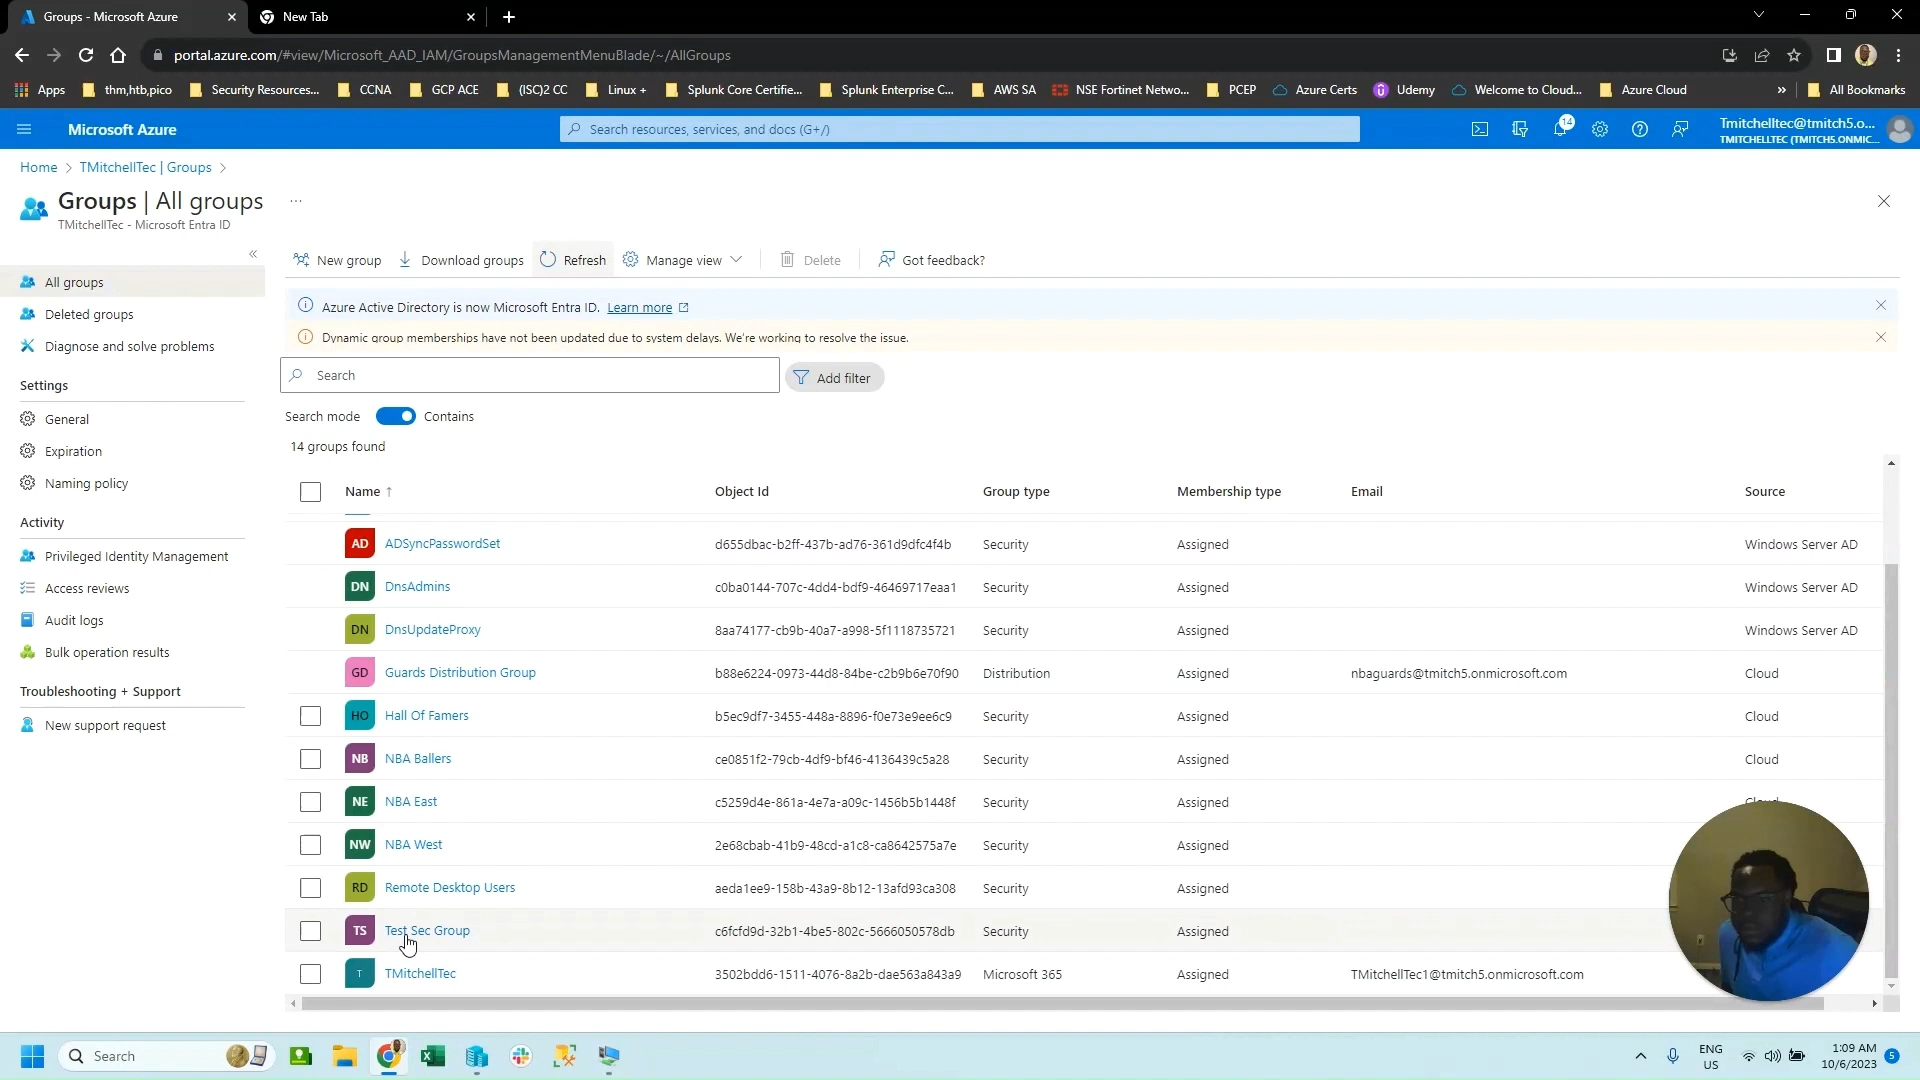 Groups - Microsoft Azure
New Tab
portal.azure.com/#view/Microsoft_AAD_IAM/GroupsManagementMenuBlade/~/AllGroups
Apps thm,htb,pico Security Resources... CCNA GCP ACE (ISC)2 CC Linux + Splunk Core Certifie... Splunk Enterprise C... AWS SA NSE Fortinet Netwo... PCEP Azure Certs Udemy Welcome to Cloud... Azure Cloud » All Bookmarks
Microsoft Azure
Search resources, services, and docs (G+/)
14
Tmitchelltec@tmitch5.o...
TMITCHELLTEC (TMITCH5.ONMIC...
Home > TMitchellTec | Groups >
Groups | All groups ...
TMitchellTec - Microsoft Entra ID
«
All groups
Deleted groups
Diagnose and solve problems
Settings
General
Expiration
Naming policy
Activity
Privileged Identity Management
Access reviews
Audit logs
Bulk operation results
Troubleshooting + Support
New support request
New group Download groups Refresh Manage view Delete Got feedback?
Azure Active Directory is now Microsoft Entra ID. Learn more
Dynamic group memberships have not been updated due to system delays. We're working to resolve the issue.
Search
Add filter
Search mode Contains
14 groups found
Name ↑ Object Id Group type Membership type Email Source
AD ADSyncPasswordSet d655dbac-b2ff-437b-ad76-361d9dfc4f4b Security Assigned Windows Server AD
DN DnsAdmins c0ba0144-707c-4dd4-bdf9-46469717eaa1 Security Assigned Windows Server AD
DN DnsUpdateProxy 8aa74177-cb9b-40a7-a998-5f1118735721 Security Assigned Windows Server AD
GD Guards Distribution Group b88e6224-0973-44d8-84be-c2b9b6e70f90 Distribution Assigned nbaguards@tmitch5.onmicrosoft.com Cloud
HO Hall Of Famers b5ec9df7-3455-448a-8896-f0e73e9ee6c9 Security Assigned Cloud
NB NBA Ballers ce0851f2-79cb-4df9-bf46-4136439c5a28 Security Assigned Cloud
NE NBA East c5259d4e-861a-4e7a-a09c-1456b5b1448f Security Assigned Cloud
NW NBA West 2e68cbab-41b9-48cd-a1c8-ca8642575a7e Security Assigned
RD Remote Desktop Users aeda1ee9-158b-43a9-8b12-13afd93ca308 Security Assigned
TS Test Sec Group c6fcfd9d-32b1-4be5-802c-5666050578db Security Assigned
T TMitchellTec 3502bdd6-1511-4076-8a2b-dae563a843a9 Microsoft 365 Assigned TMitchellTec1@tmitch5.onmicrosoft.com
Search
ENG
US
1:09 AM
10/6/2023
5